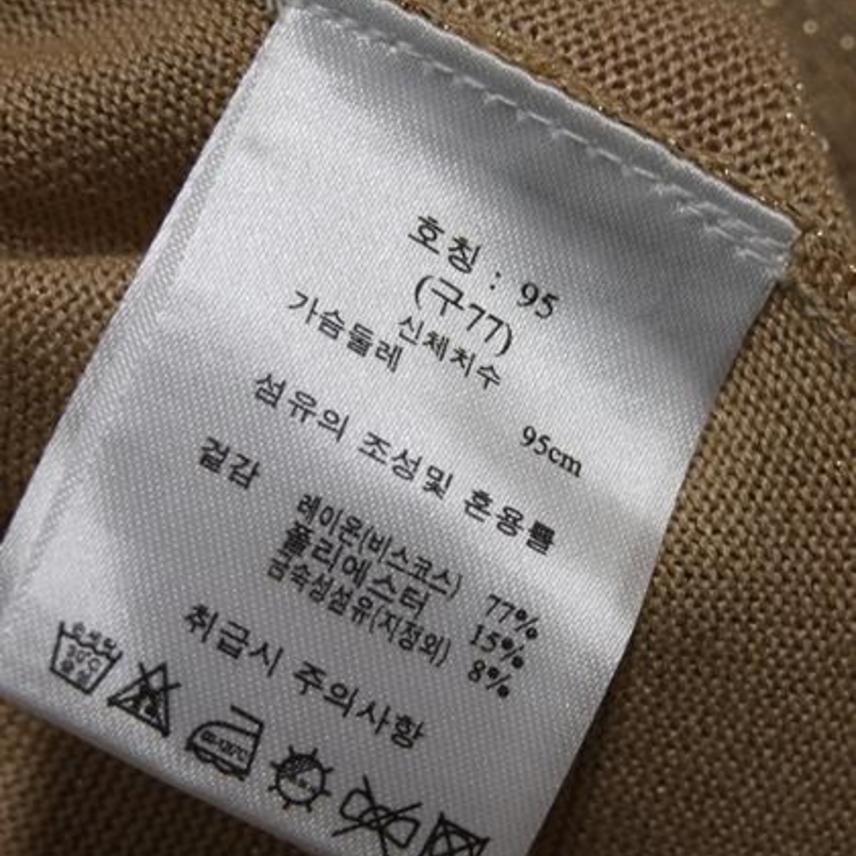 호칭 : 95
(구77)
신체치수
가슴둘레 95cm
섬유의 조성및 혼용률
겉감
레이온(비스코스) 77%
폴리에스터 15%
금속성섬유(지정외) 8%
취급시 주의사항
30℃